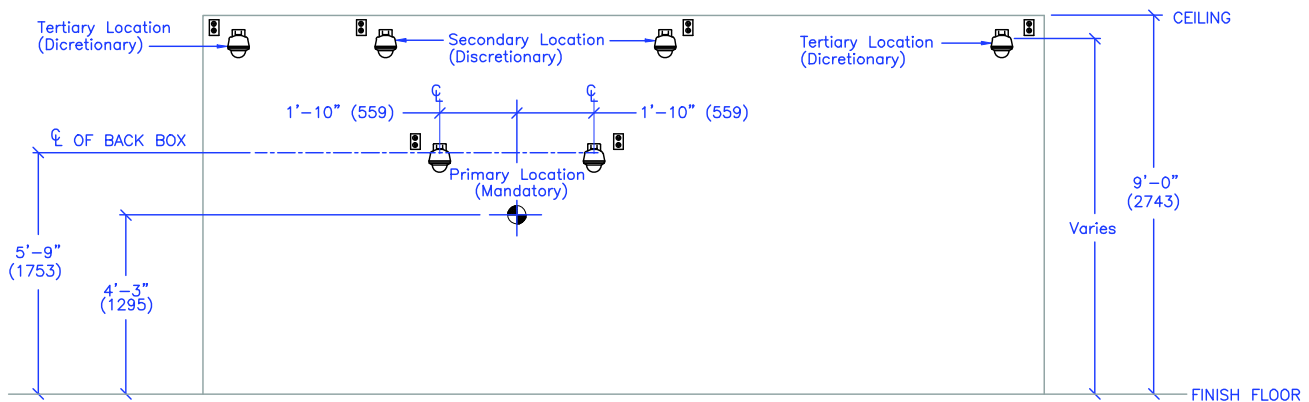 CEILING
Tertiary Location
(Dicretionary)
Secondary Location
(Discretionary)
Tertiary Location
(Dicretionary)
℄
℄
1'-10" (559)
1'-10" (559)
℄ OF BACK BOX
Primary Location
(Mandatory)
9'-0"
(2743)
Varies
5'-9"
(1753)
4'-3"
(1295)
FINISH FLOOR